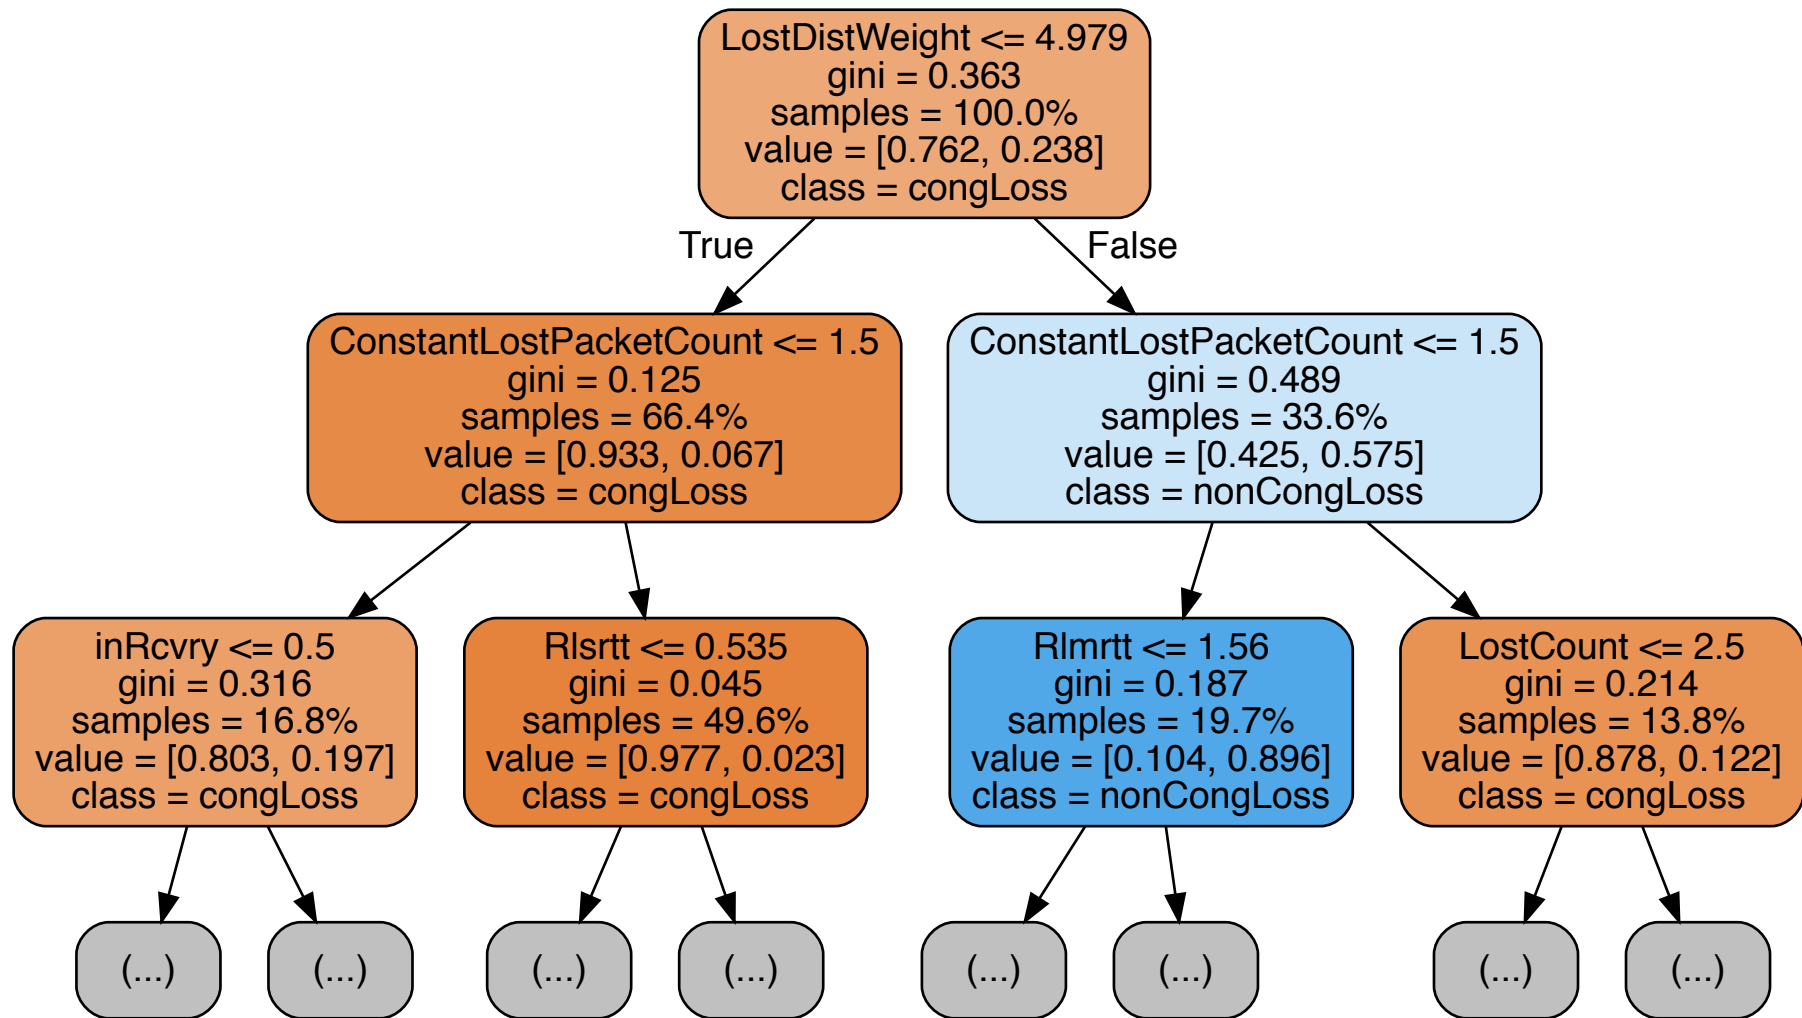 LostDistWeight <= 4.979
gini = 0.363
samples = 100.0%
value = [0.762, 0.238]
class = congLoss
True
False
ConstantLostPacketCount <= 1.5
gini = 0.125
samples = 66.4%
value = [0.933, 0.067]
class = congLoss
ConstantLostPacketCount <= 1.5
gini = 0.489
samples = 33.6%
value = [0.425, 0.575]
class = nonCongLoss
inRcvry <= 0.5
gini = 0.316
samples = 16.8%
value = [0.803, 0.197]
class = congLoss
Rlsrtt <= 0.535
gini = 0.045
samples = 49.6%
value = [0.977, 0.023]
class = congLoss
Rlmrtt <= 1.56
gini = 0.187
samples = 19.7%
value = [0.104, 0.896]
class = nonCongLoss
LostCount <= 2.5
gini = 0.214
samples = 13.8%
value = [0.878, 0.122]
class = congLoss
(...)
(...)
(...)
(...)
(...)
(...)
(...)
(...)